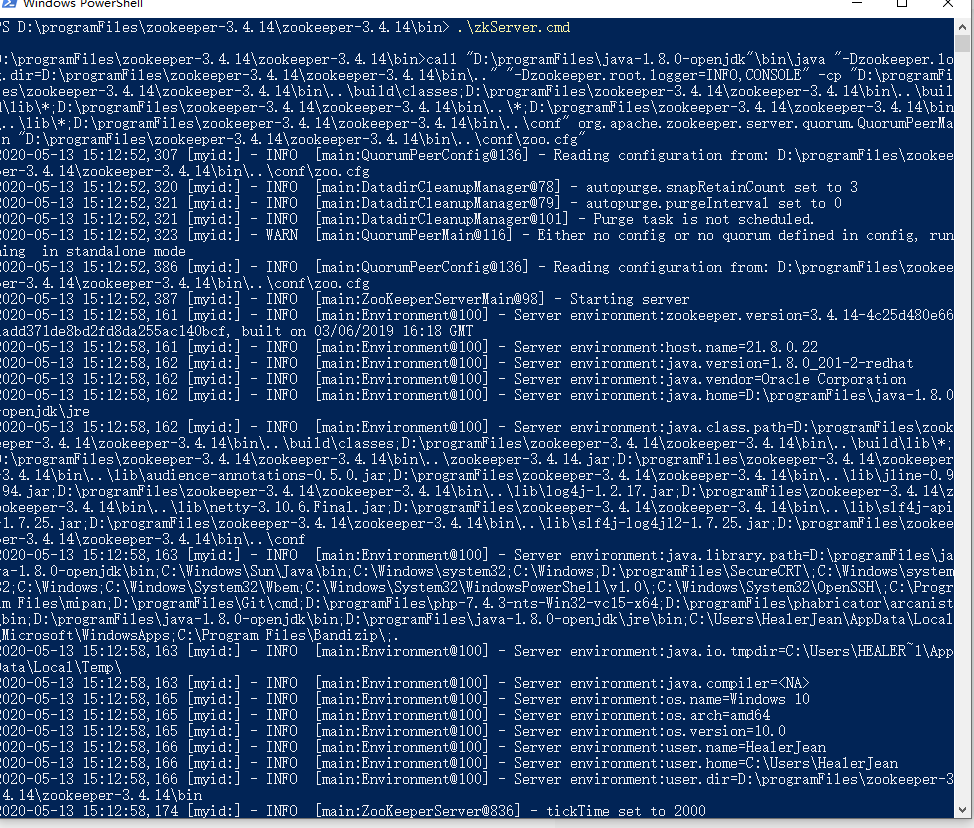 Windows PowerShell
PS D:\programFiles\zookeeper-3.4.14\zookeeper-3.4.14\bin> .\zkServer.cmd
D:\programFiles\zookeeper-3.4.14\zookeeper-3.4.14\bin>call "D:\programFiles\java-1.8.0-openjdk"\bin\java "-Dzookeeper.lo
g.dir=D:\programFiles\zookeeper-3.4.14\zookeeper-3.4.14\bin\.." "-Dzookeeper.root.logger=INFO,CONSOLE" -cp "D:\programFi
les\zookeeper-3.4.14\zookeeper-3.4.14\bin\..\build\classes;D:\programFiles\zookeeper-3.4.14\zookeeper-3.4.14\bin\..\buil
d\lib\*;D:\programFiles\zookeeper-3.4.14\zookeeper-3.4.14\bin\..\*;D:\programFiles\zookeeper-3.4.14\zookeeper-3.4.14\bin
\..\lib\*;D:\programFiles\zookeeper-3.4.14\zookeeper-3.4.14\bin\..\conf" org.apache.zookeeper.server.quorum.QuorumPeerMa
in "D:\programFiles\zookeeper-3.4.14\zookeeper-3.4.14\bin\..\conf\zoo.cfg"
2020-05-13 15:12:52,307 [myid:] - INFO  [main:QuorumPeerConfig@136] - Reading configuration from: D:\programFiles\zookee
per-3.4.14\zookeeper-3.4.14\bin\..\conf\zoo.cfg
2020-05-13 15:12:52,320 [myid:] - INFO  [main:DatadirCleanupManager@78] - autopurge.snapRetainCount set to 3
2020-05-13 15:12:52,321 [myid:] - INFO  [main:DatadirCleanupManager@79] - autopurge.purgeInterval set to 0
2020-05-13 15:12:52,321 [myid:] - INFO  [main:DatadirCleanupManager@101] - Purge task is not scheduled.
2020-05-13 15:12:52,323 [myid:] - WARN  [main:QuorumPeerMain@116] - Either no config or no quorum defined in config, run
ning  in standalone mode
2020-05-13 15:12:52,386 [myid:] - INFO  [main:QuorumPeerConfig@136] - Reading configuration from: D:\programFiles\zookee
per-3.4.14\zookeeper-3.4.14\bin\..\conf\zoo.cfg
2020-05-13 15:12:52,387 [myid:] - INFO  [main:ZooKeeperServerMain@98] - Starting server
2020-05-13 15:12:58,161 [myid:] - INFO  [main:Environment@100] - Server environment:zookeeper.version=3.4.14-4c25d480e66
aadd371de8bd2fd8da255ac140bcf, built on 03/06/2019 16:18 GMT
2020-05-13 15:12:58,161 [myid:] - INFO  [main:Environment@100] - Server environment:host.name=21.8.0.22
2020-05-13 15:12:58,162 [myid:] - INFO  [main:Environment@100] - Server environment:java.version=1.8.0_201-2-redhat
2020-05-13 15:12:58,162 [myid:] - INFO  [main:Environment@100] - Server environment:java.vendor=Oracle Corporation
2020-05-13 15:12:58,162 [myid:] - INFO  [main:Environment@100] - Server environment:java.home=D:\programFiles\java-1.8.0
-openjdk\jre
2020-05-13 15:12:58,162 [myid:] - INFO  [main:Environment@100] - Server environment:java.class.path=D:\programFiles\zook
eeper-3.4.14\zookeeper-3.4.14\bin\..\build\classes;D:\programFiles\zookeeper-3.4.14\zookeeper-3.4.14\bin\..\build\lib\*;
D:\programFiles\zookeeper-3.4.14\zookeeper-3.4.14\bin\..\zookeeper-3.4.14.jar;D:\programFiles\zookeeper-3.4.14\zookeeper
-3.4.14\bin\..\lib\audience-annotations-0.5.0.jar;D:\programFiles\zookeeper-3.4.14\zookeeper-3.4.14\bin\..\lib\jline-0.9
.94.jar;D:\programFiles\zookeeper-3.4.14\zookeeper-3.4.14\bin\..\lib\log4j-1.2.17.jar;D:\programFiles\zookeeper-3.4.14\z
ookeeper-3.4.14\bin\..\lib\netty-3.10.6.Final.jar;D:\programFiles\zookeeper-3.4.14\zookeeper-3.4.14\bin\..\lib\slf4j-api
-1.7.25.jar;D:\programFiles\zookeeper-3.4.14\zookeeper-3.4.14\bin\..\lib\slf4j-log4j12-1.7.25.jar;D:\programFiles\zookee
per-3.4.14\zookeeper-3.4.14\bin\..\conf
2020-05-13 15:12:58,163 [myid:] - INFO  [main:Environment@100] - Server environment:java.library.path=D:\programFiles\ja
va-1.8.0-openjdk\bin;C:\Windows\Sun\Java\bin;C:\Windows\system32;C:\Windows;D:\programFiles\SecureCRT\;C:\Windows\system
32;C:\Windows;C:\Windows\System32\Wbem;C:\Windows\System32\WindowsPowerShell\v1.0\;C:\Windows\System32\OpenSSH\;C:\Progr
am Files\mipan;D:\programFiles\Git\cmd;D:\programFiles\php-7.4.3-nts-Win32-vc15-x64;D:\programFiles\phabricator\arcanist
\bin;D:\programFiles\java-1.8.0-openjdk\bin;D:\programFiles\java-1.8.0-openjdk\jre\bin;C:\Users\HealerJean\AppData\Local
\Microsoft\WindowsApps;C:\Program Files\Bandizip\;.
2020-05-13 15:12:58,163 [myid:] - INFO  [main:Environment@100] - Server environment:java.io.tmpdir=C:\Users\HEALER~1\App
Data\Local\Temp\
2020-05-13 15:12:58,163 [myid:] - INFO  [main:Environment@100] - Server environment:java.compiler=<NA>
2020-05-13 15:12:58,165 [myid:] - INFO  [main:Environment@100] - Server environment:os.name=Windows 10
2020-05-13 15:12:58,165 [myid:] - INFO  [main:Environment@100] - Server environment:os.arch=amd64
2020-05-13 15:12:58,165 [myid:] - INFO  [main:Environment@100] - Server environment:os.version=10.0
2020-05-13 15:12:58,166 [myid:] - INFO  [main:Environment@100] - Server environment:user.name=HealerJean
2020-05-13 15:12:58,166 [myid:] - INFO  [main:Environment@100] - Server environment:user.home=C:\Users\HealerJean
2020-05-13 15:12:58,166 [myid:] - INFO  [main:Environment@100] - Server environment:user.dir=D:\programFiles\zookeeper-3
.4.14\zookeeper-3.4.14\bin
2020-05-13 15:12:58,174 [myid:] - INFO  [main:ZooKeeperServer@836] - tickTime set to 2000